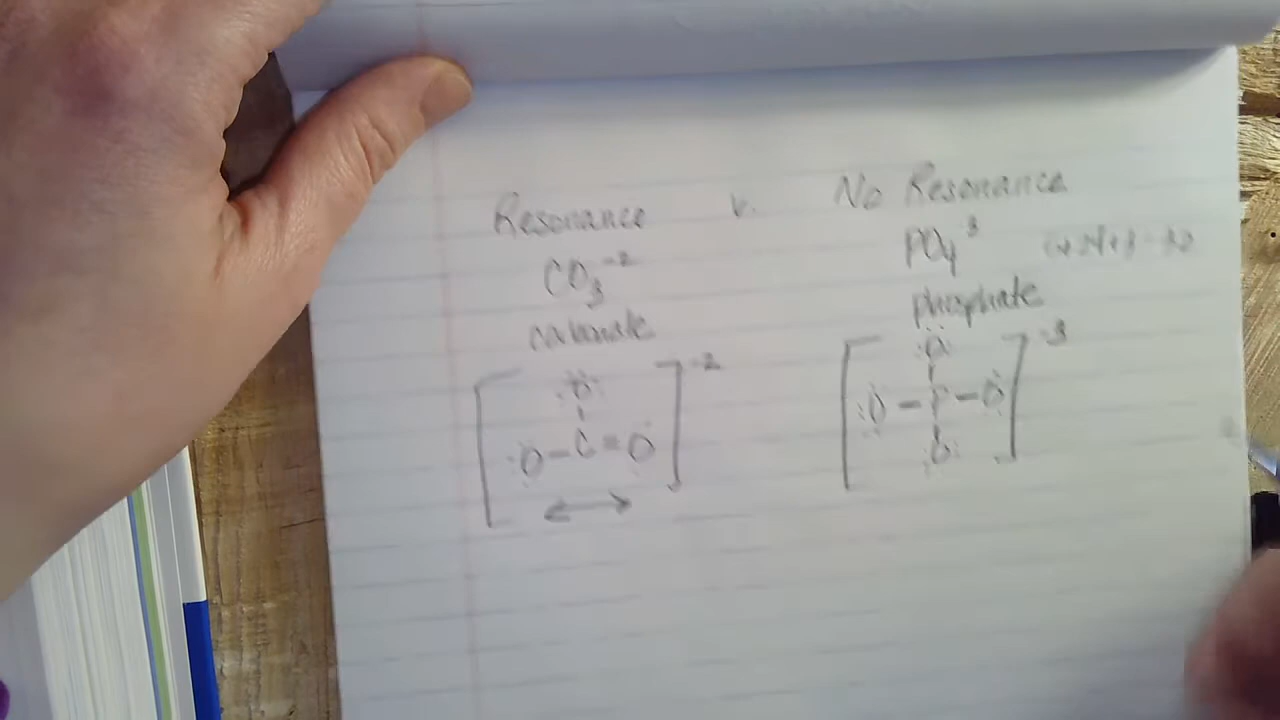 Resonance v. No Resonance
CO3-2 PO4 3
carbonate phosphate
[ O C O O ] -2 [ O O P O O ] -3